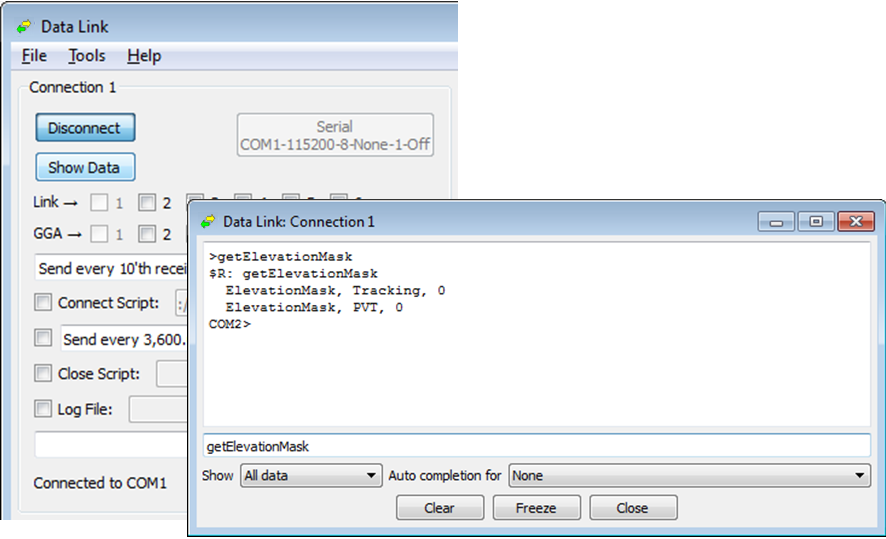 Data Link
File Tools Help
Connection 1
Disconnect
Serial
COM1-115200-8-None-1-Off
Show Data
Link → 1 2
GGA → 1 2
Send every 10'th recei
Connect Script: :/
Send every 3,600.
Close Script:
Log File:
Connected to COM1
Data Link: Connection 1
>getElevationMask
$R: getElevationMask
ElevationMask, Tracking, 0
ElevationMask, PVT, 0
COM2>
getElevationMask
Show All data Auto completion for None
Clear Freeze Close